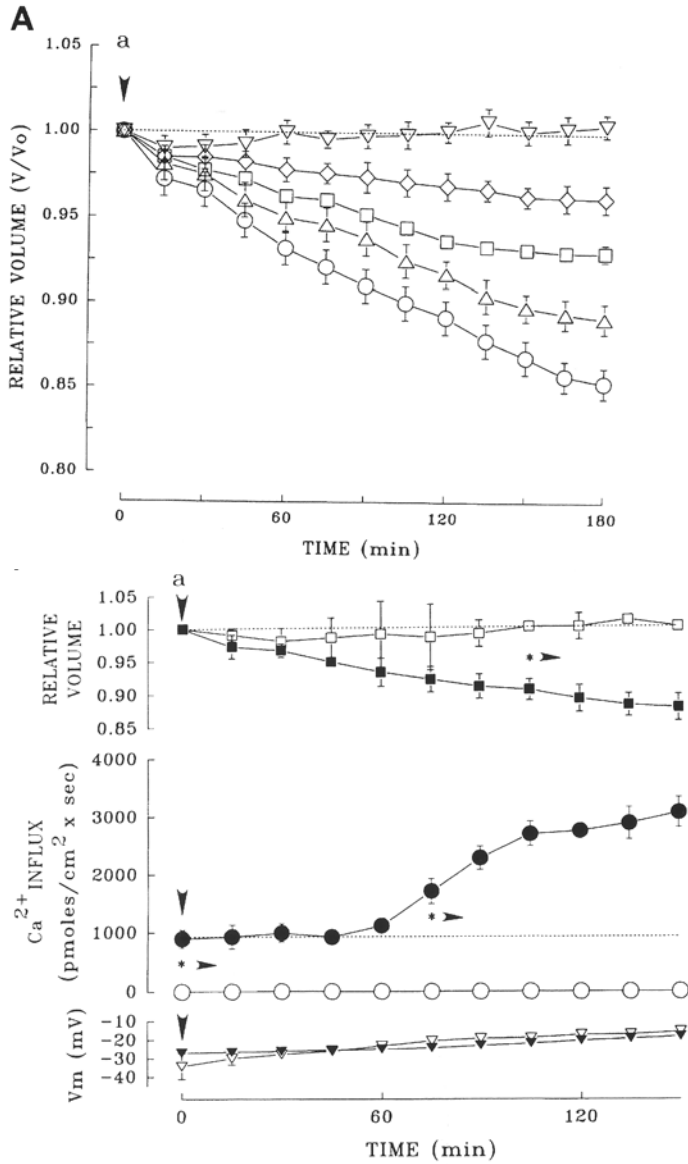 A
a
RELATIVE VOLUME (V/Vo)
1.05
1.00
0.95
0.90
0.85
0.80
0 60 120 180
TIME (min)
a
RELATIVE
VOLUME
1.05
1.00
0.95
0.90
0.85
*
Ca2+ INFLUX
(pmoles/cm2 x sec)
4000
3000
2000
1000
0
*
*
Vm (mV)
-10
-20
-30
-40
0 60 120
TIME (min)